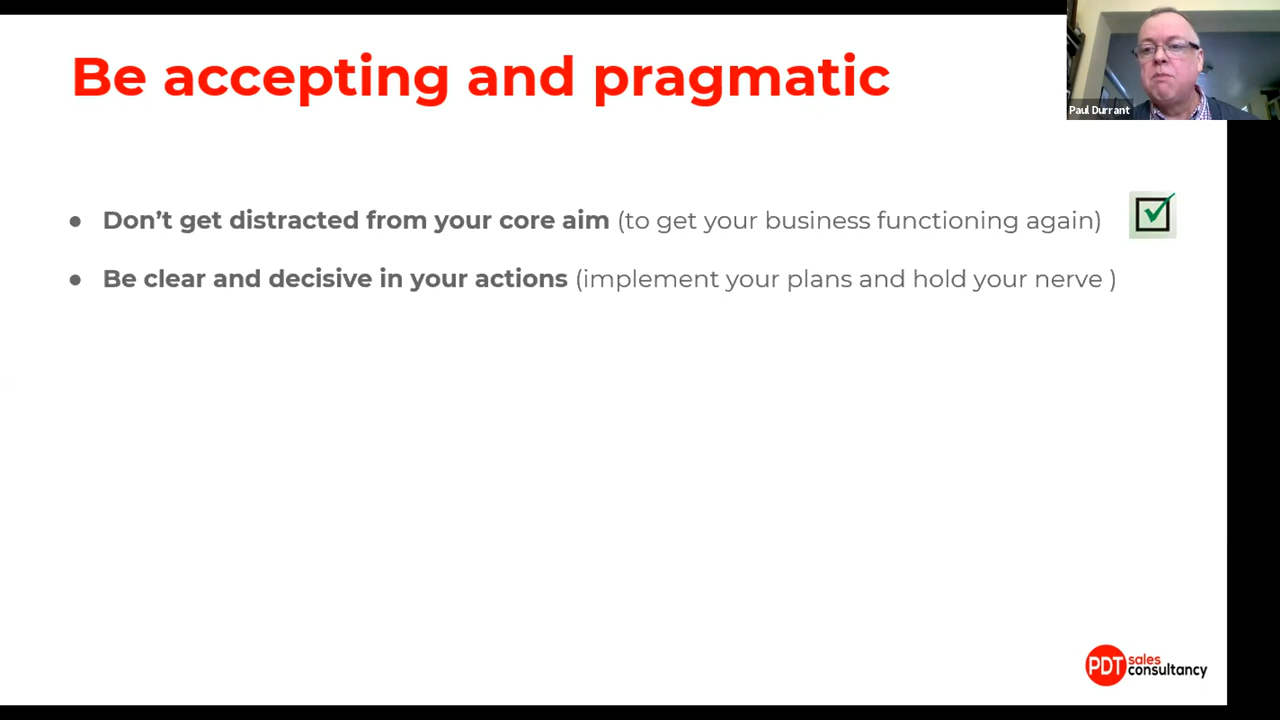 Be accepting and pragmatic
Paul Durrant
● Don’t get distracted from your core aim (to get your business functioning again)
● Be clear and decisive in your actions (implement your plans and hold your nerve )
PDT sales
consultancy